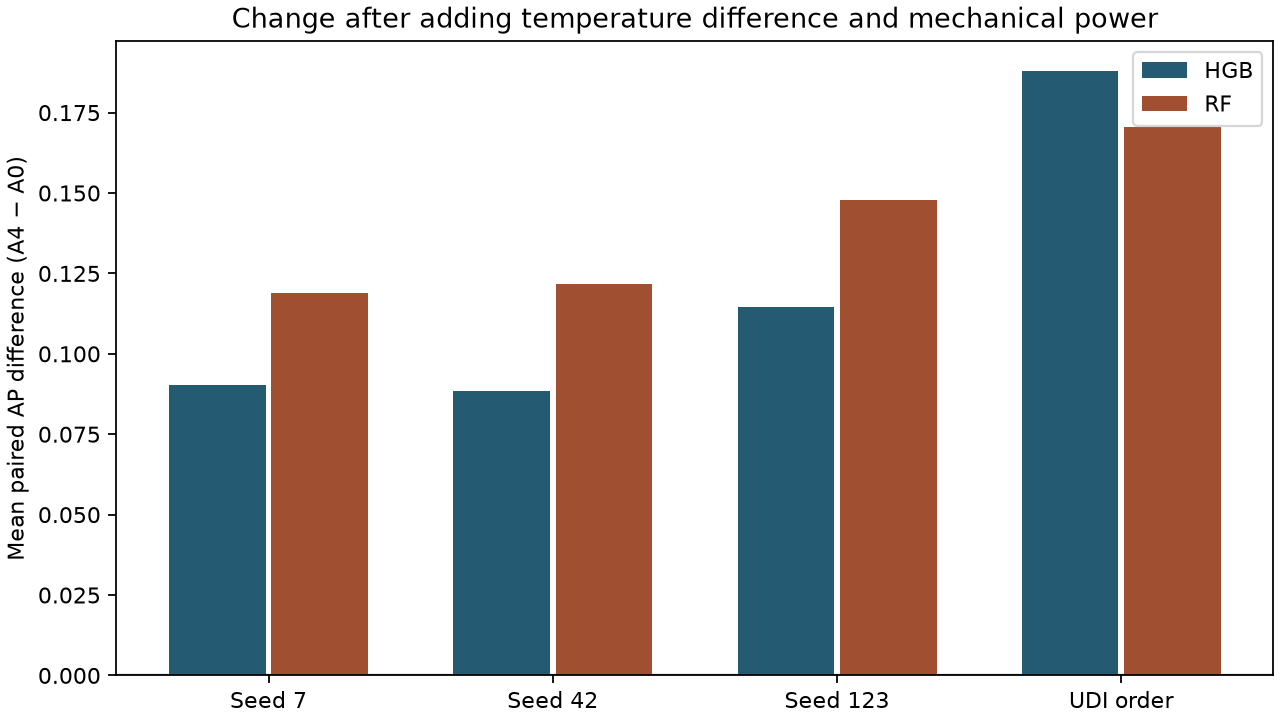 Change after adding temperature difference and mechanical power
Mean paired AP difference (A4 − A0)
0.175
0.150
0.125
0.100
0.075
0.050
0.025
0.000
HGB
RF
Seed 7
Seed 42
Seed 123
UDI order